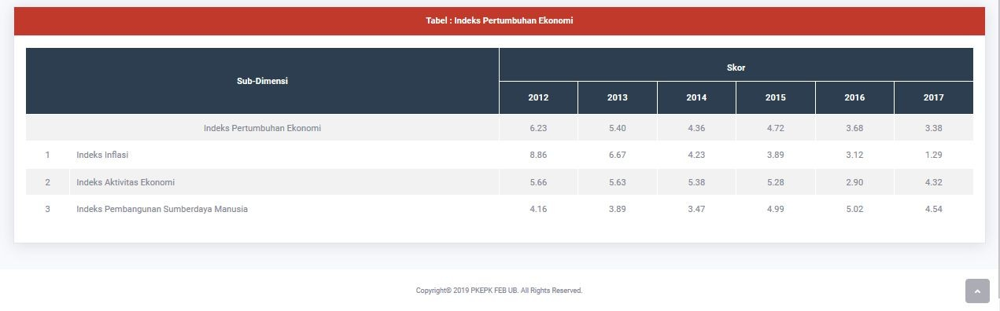 Tabel : Indeks Pertumbuhan Ekonomi
Sub-Dimensi Skor
2012 2013 2014 2015 2016 2017
Indeks Pertumbuhan Ekonomi 6.23 5.40 4.36 4.72 3.68 3.38
1 Indeks Inflasi 8.86 6.67 4.23 3.89 3.12 1.29
2 Indeks Aktivitas Ekonomi 5.66 5.63 5.38 5.28 2.90 4.32
3 Indeks Pembangunan Sumberdaya Manusia 4.16 3.89 3.47 4.99 5.02 4.54
Copyright© 2019 PKEPK FEB UB. All Rights Reserved.